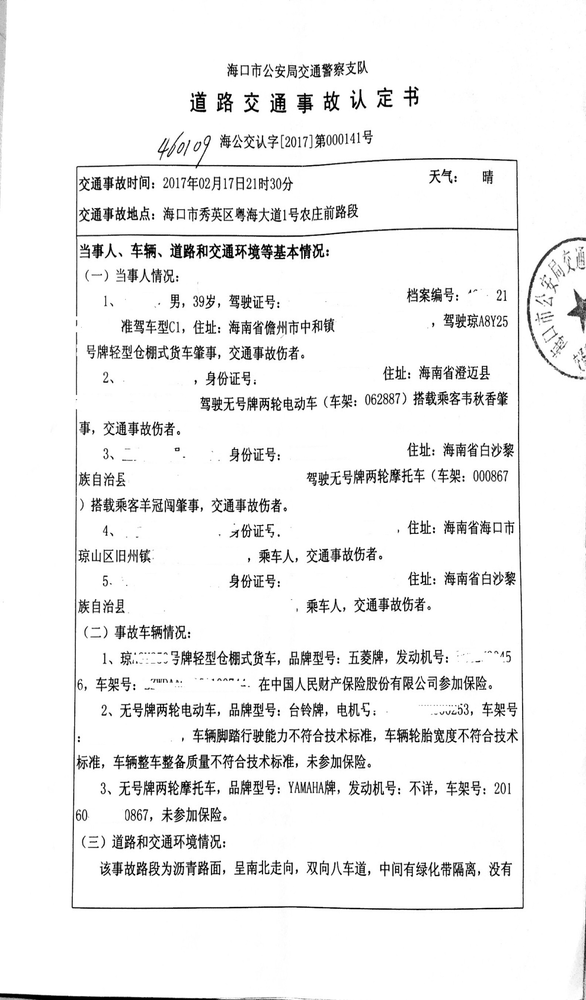 海口市公安局交通警察支队
道路交通事故认定书
460109 海公交认字[2017]第000141号
交通事故时间：2017年02月17日21时30分 天气： 晴
交通事故地点：海口市秀英区粤海大道1号农庄前路段
当事人、车辆、道路和交通环境等基本情况：
（一）当事人情况：
1、 男，39岁，驾驶证号： 档案编号： 21
准驾车型C1，住址：海南省儋州市中和镇 ，驾驶琼A8Y25
号牌轻型仓棚式货车肇事，交通事故伤者。
2、 ，身份证号： 住址：海南省澄迈县
驾驶无号牌两轮电动车（车架：062887）搭载乘客韦秋香肇
事，交通事故伤者。
3、 身份证号： 住址：海南省白沙黎
族自治县 驾驶无号牌两轮摩托车（车架：000867
）搭载乘客羊冠闯肇事，交通事故伤者。
4、 身份证号 ，住址：海南省海口市
琼山区旧州镇 ，乘车人，交通事故伤者。
5、 身份证号： 住址：海南省白沙黎
族自治县 ，乘车人，交通事故伤者。
（二）事故车辆情况：
1、琼 号牌轻型仓棚式货车，品牌型号：五菱牌，发动机号： 45
6，车架号： 在中国人民财产保险股份有限公司参加保险。
2、无号牌两轮电动车，品牌型号：台铃牌，电机号： 253，车架号
： ，车辆脚踏行驶能力不符合技术标准，车辆轮胎宽度不符合技术
标准，车辆整车整备质量不符合技术标准，未参加保险。
3、无号牌两轮摩托车，品牌型号：YAMAHA牌，发动机号：不详，车架号：201
60 0867，未参加保险。
（三）道路和交通环境情况：
该事故路段为沥青路面，呈南北走向，双向八车道，中间有绿化带隔离，没有
海口市公安局交通